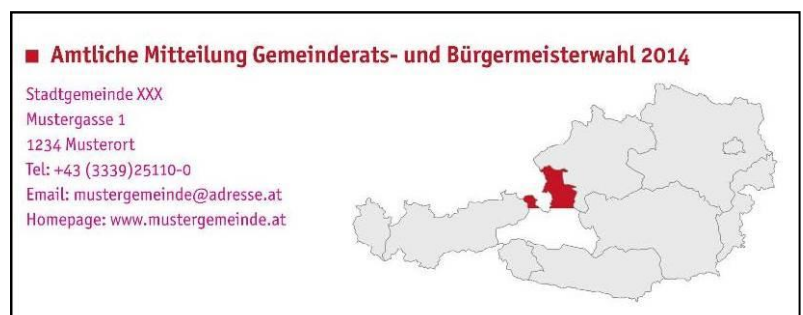 Amtliche Mitteilung Gemeinderats- und Bürgermeisterwahl 2014
Stadtgemeinde XXX
Mustergasse 1
1234 Musterort
Tel: +43 (3339)25110-0
Email: mustergemeinde@adresse.at
Homepage: www.mustergemeinde.at